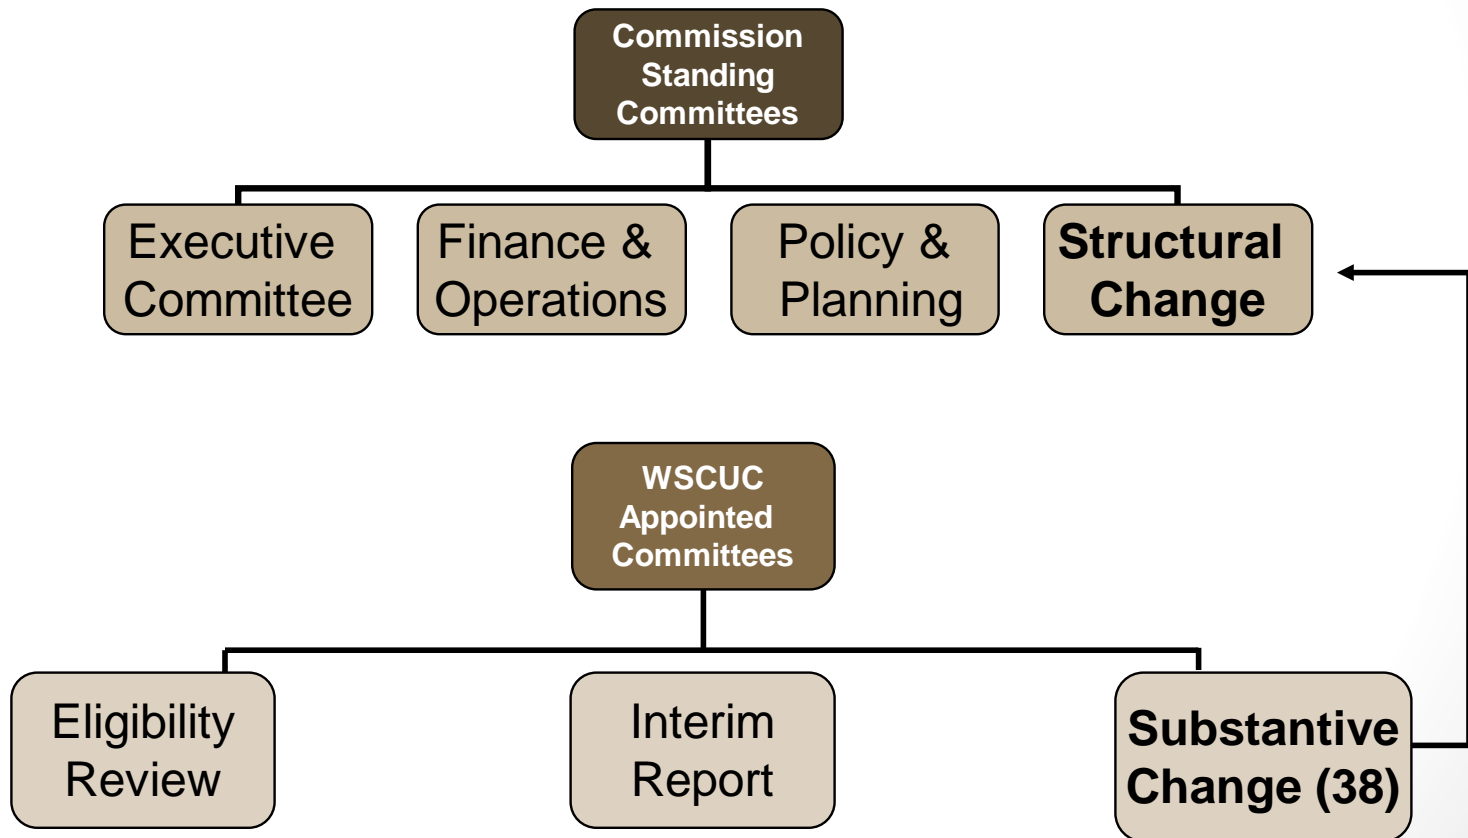 Commission
Standing
Committees
Executive
Committee
Finance &
Operations
Policy &
Planning
Structural
Change
WSCUC
Appointed
Committees
Eligibility
Review
Interim
Report
Substantive
Change (38)